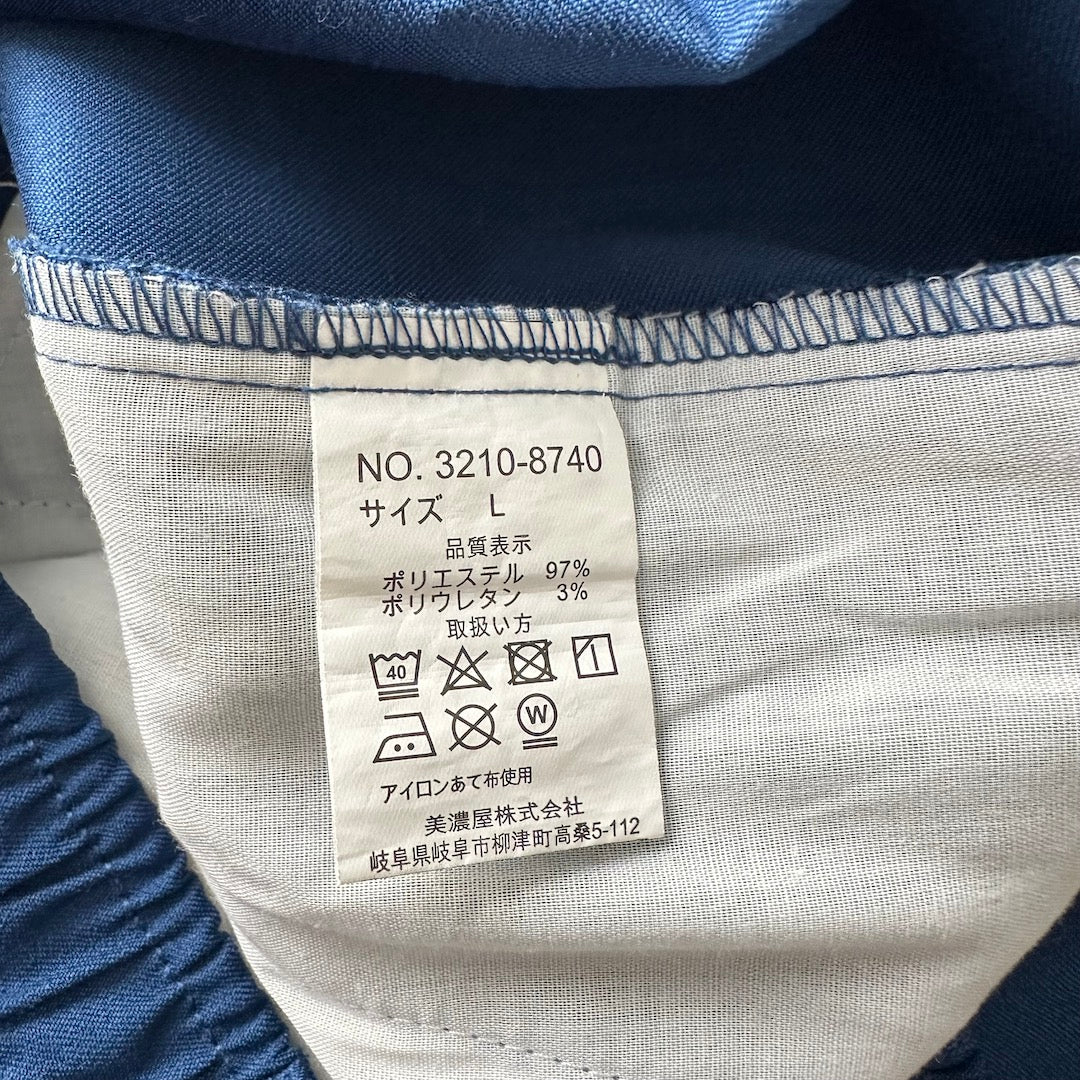 NO. 3210-8740
サイズ L
品質表示
ポリエステル 97%
ポリウレタン 3%
取扱い方
40
W
アイロンあて布使用
美濃屋株式会社
岐阜県岐阜市柳津町高桑5-112